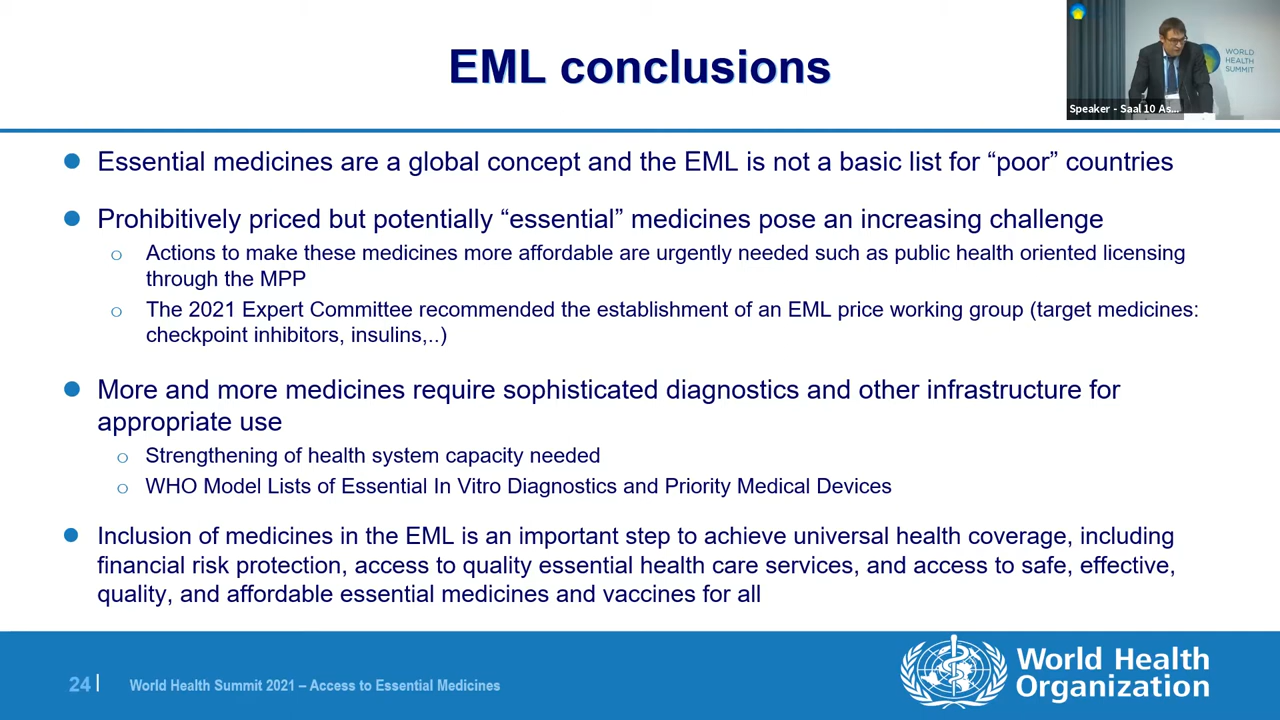 EML conclusions
WORLD
HEALTH
SUMMIT
Speaker - Saal 10 As...
Essential medicines are a global concept and the EML is not a basic list for “poor” countries
Prohibitively priced but potentially “essential” medicines pose an increasing challenge
Actions to make these medicines more affordable are urgently needed such as public health oriented licensing
through the MPP
The 2021 Expert Committee recommended the establishment of an EML price working group (target medicines:
checkpoint inhibitors, insulins,..)
More and more medicines require sophisticated diagnostics and other infrastructure for
appropriate use
Strengthening of health system capacity needed
WHO Model Lists of Essential In Vitro Diagnostics and Priority Medical Devices
Inclusion of medicines in the EML is an important step to achieve universal health coverage, including
financial risk protection, access to quality essential health care services, and access to safe, effective,
quality, and affordable essential medicines and vaccines for all
24
World Health Summit 2021 – Access to Essential Medicines
World Health
Organization